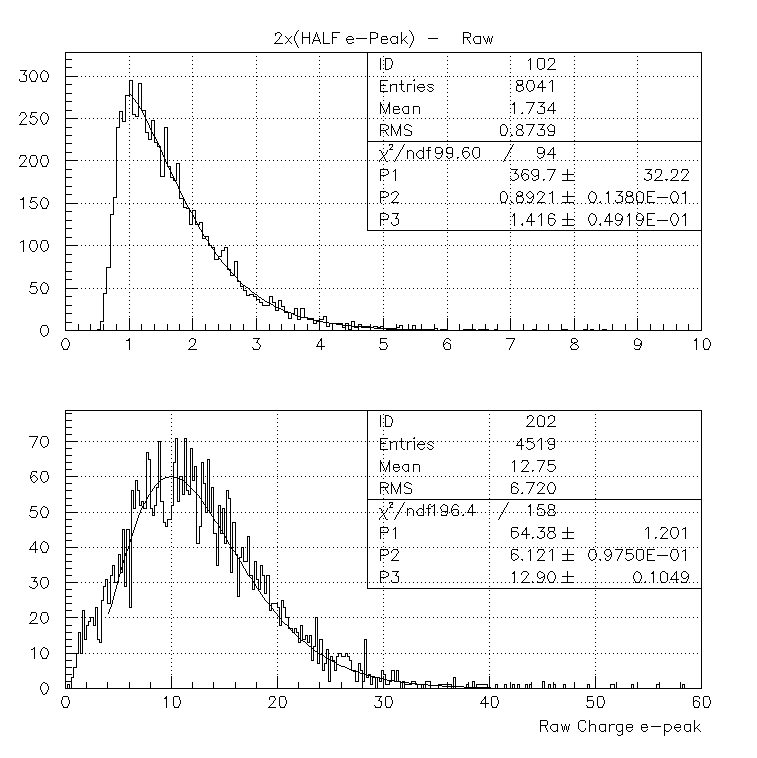 2x(HALF e-Peak) - Raw
ID 102
Entries 8041
Mean 1.734
RMS 0.8739
χ²/ndf 99.60 / 94
P1 369.7 ± 32.22
P2 0.8921 ± 0.1380E-01
P3 1.416 ± 0.4919E-01
300
250
200
150
100
50
0
0 1 2 3 4 5 6 7 8 9 10
ID 202
Entries 4519
Mean 12.75
RMS 6.720
χ²/ndf 196.4 / 158
P1 64.38 ± 1.201
P2 6.121 ± 0.9750E-01
P3 12.90 ± 0.1049
70
60
50
40
30
20
10
0
0 10 20 30 40 50 60
Raw Charge e-peak